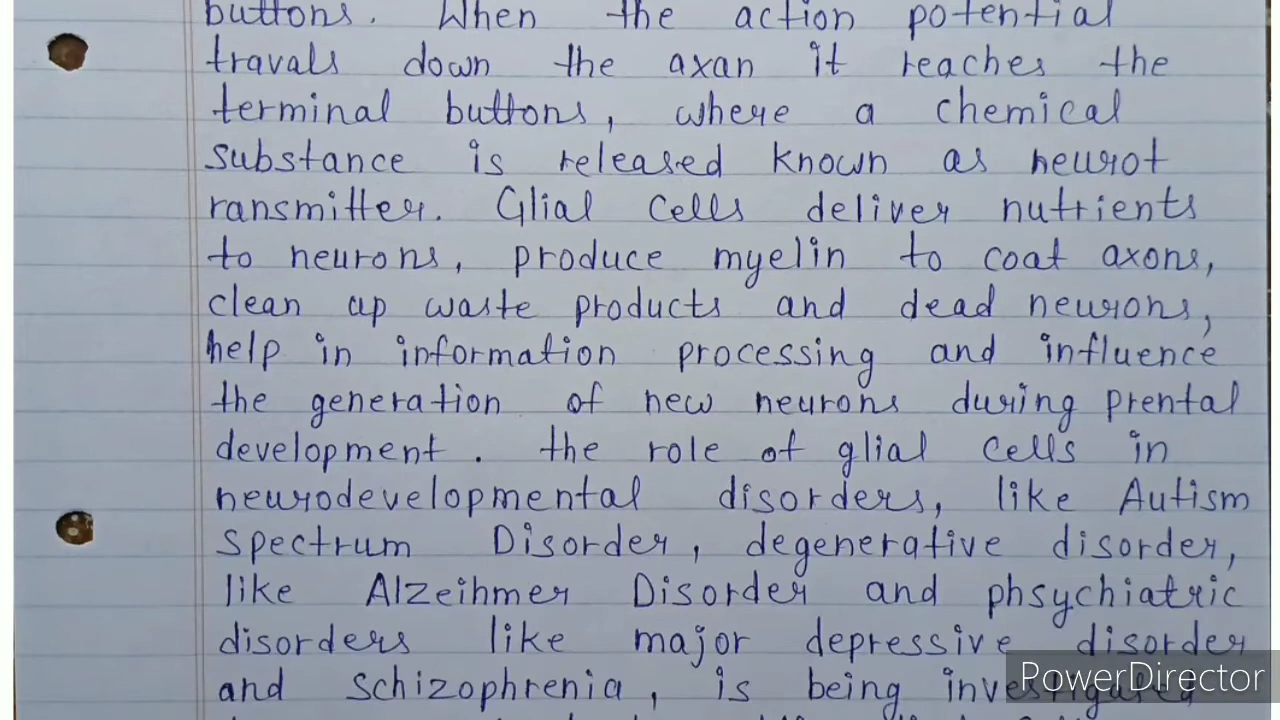 buttons. When the action potential
travals down the axan it reaches the
terminal buttons, where a chemical
substance is released known as neurot
ransmitter. Glial cells deliver nutrients
to neurons, produce myelin to coat axons,
clean up waste products and dead neurons,
help in information processing and influence
the generation of new neurons during prental
development. the role of glial cells in
neurodevelopmental disorders, like Autism
spectrum Disorder, degenerative disorder,
like Alzeihmer Disorder and phsychiatric
disorders like major depressive disorder
and schizophrenia, is being investigated
PowerDirector